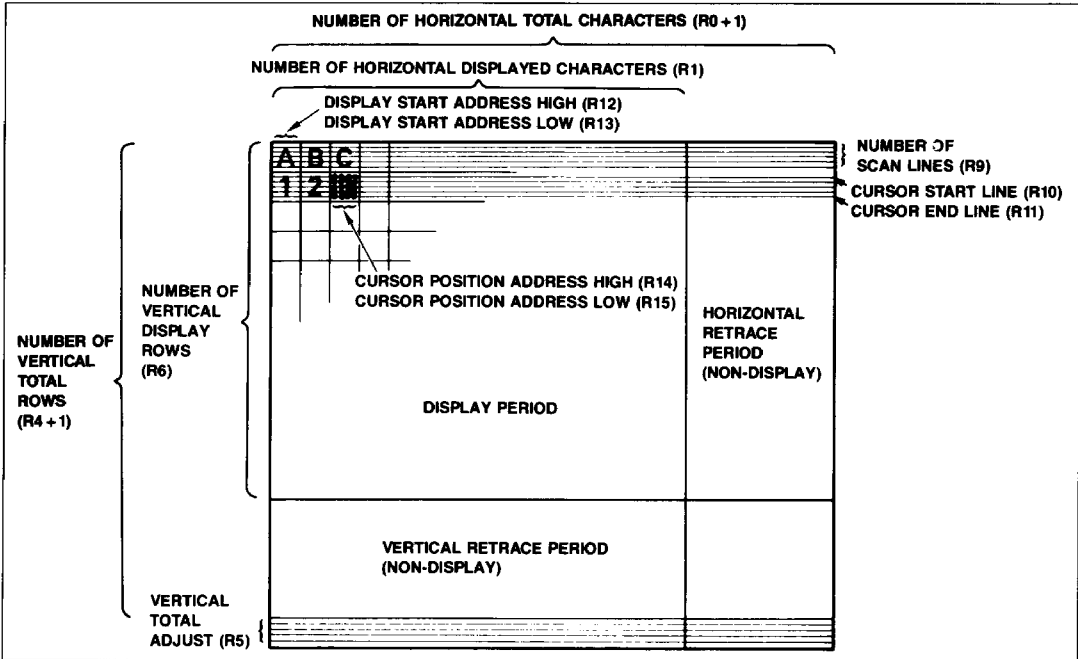 NUMBER OF HORIZONTAL TOTAL CHARACTERS (R0+1)
NUMBER OF HORIZONTAL DISPLAYED CHARACTERS (R1)
DISPLAY START ADDRESS HIGH (R12)
DISPLAY START ADDRESS LOW (R13)
A B C
1 2
NUMBER OF
SCAN LINES (R9)
CURSOR START LINE (R10)
CURSOR END LINE (R11)
CURSOR POSITION ADDRESS HIGH (R14)
CURSOR POSITION ADDRESS LOW (R15)
NUMBER OF
VERTICAL
DISPLAY
ROWS
(R6)
NUMBER OF
VERTICAL
TOTAL
ROWS
(R4+1)
HORIZONTAL
RETRACE
PERIOD
(NON-DISPLAY)
DISPLAY PERIOD
VERTICAL RETRACE PERIOD
(NON-DISPLAY)
VERTICAL
TOTAL
ADJUST (R5)